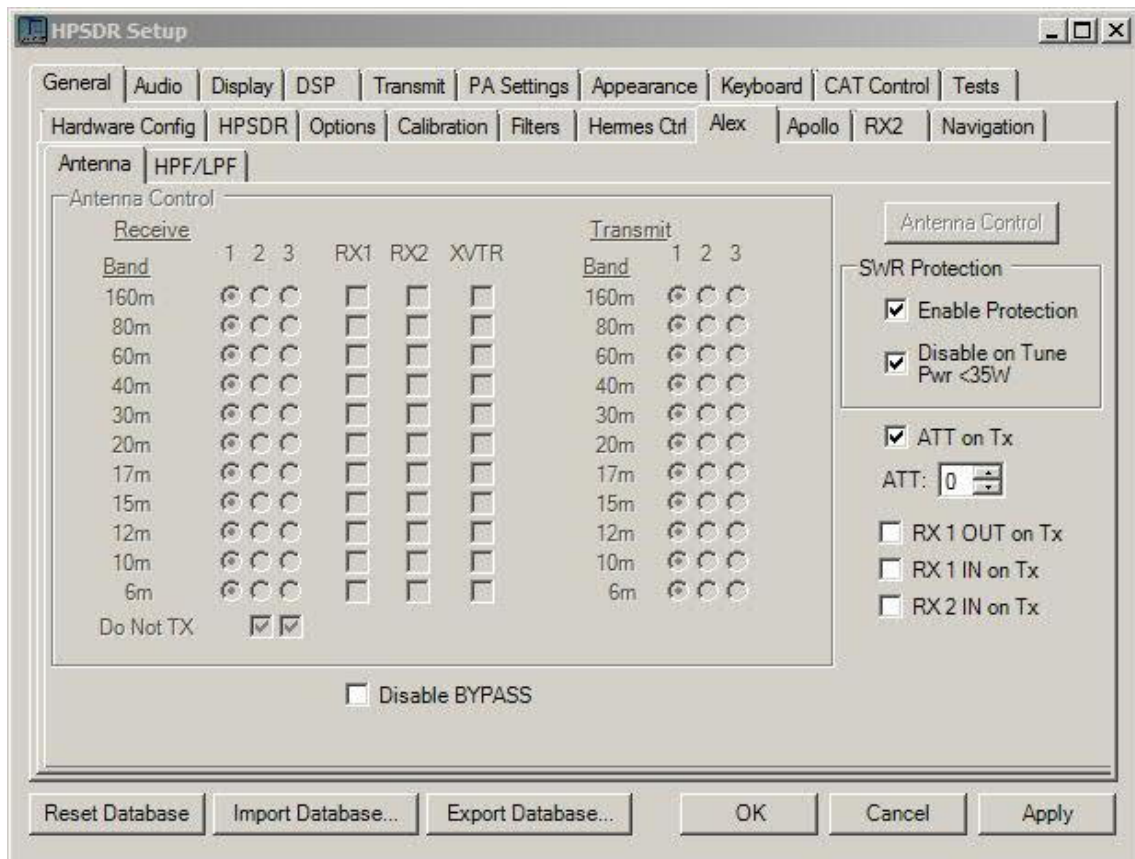 HPSDR Setup
General Audio Display DSP Transmit PA Settings Appearance Keyboard CAT Control Tests
Hardware Config HPSDR Options Calibration Filters Hermes Ctrl Alex Apollo RX2 Navigation
Antenna HPF/LPF
Antenna Control
Receive Transmit
Band 1 2 3 RX1 RX2 XVTR Band 1 2 3
160m 160m
80m 80m
60m 60m
40m 40m
30m 30m
20m 20m
17m 17m
15m 15m
12m 12m
10m 10m
6m 6m
Do Not TX
Disable BYPASS
Antenna Control
SWR Protection
Enable Protection
Disable on Tune
Pwr <35W
ATT on Tx
ATT: 0
RX 1 OUT on Tx
RX 1 IN on Tx
RX 2 IN on Tx
Reset Database Import Database... Export Database... OK Cancel Apply